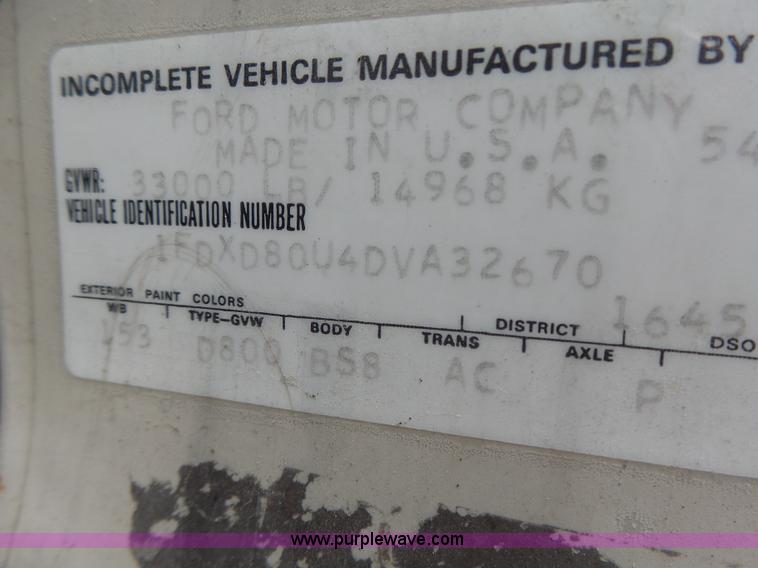 INCOMPLETE VEHICLE MANUFACTURED BY
FORD MOTOR COMPANY
MADE IN U.S.A. 54
GVWR: 33000 LB/ 14968 KG
VEHICLE IDENTIFICATION NUMBER
1FDXD80U4DVA32670
EXTERIOR PAINT COLORS DISTRICT 1645 DSO
WB TYPE-GVW BODY TRANS AXLE
153 D800 BS8 AC P
www.purplewave.com